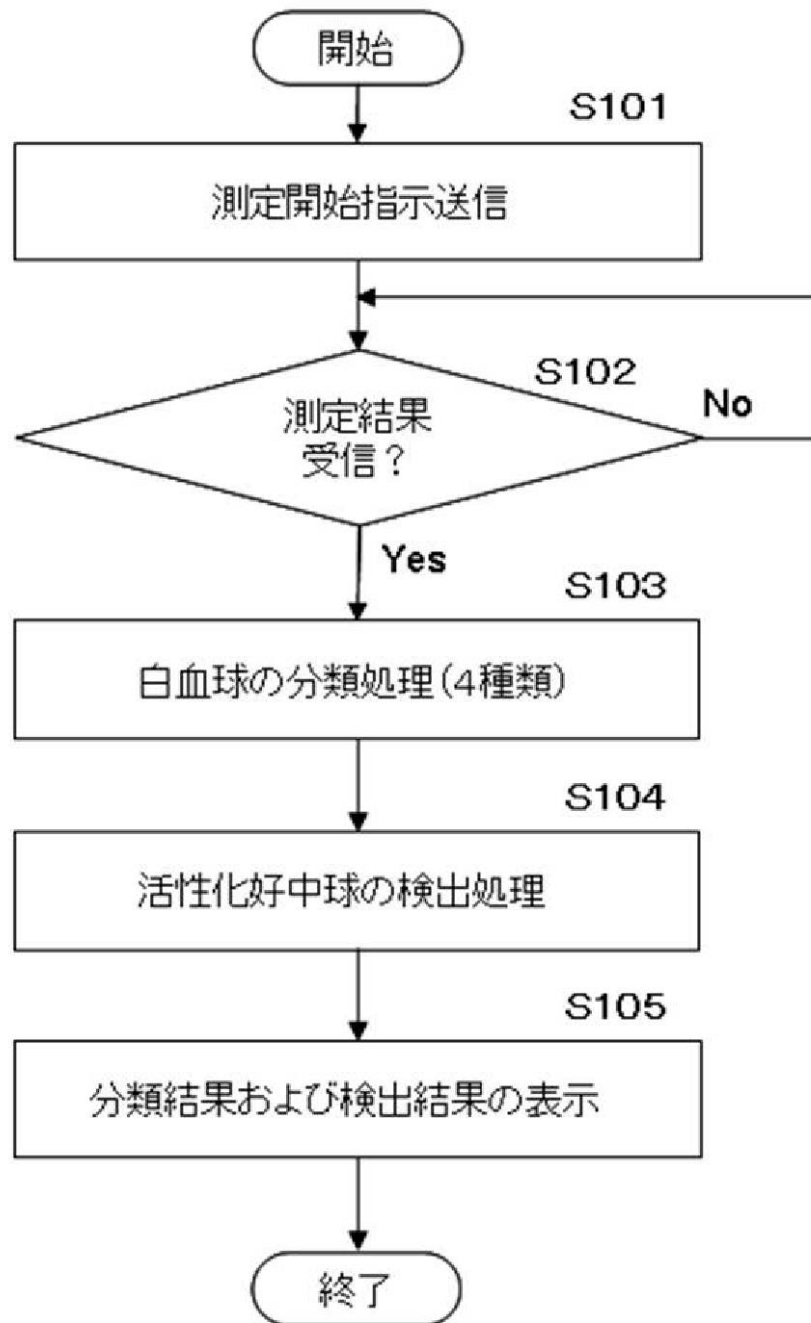 開始
S101
測定開始指示送信
S102
測定結果
受信？
No
Yes
S103
白血球の分類処理(4種類)
S104
活性化好中球の検出処理
S105
分類結果および検出結果の表示
終了